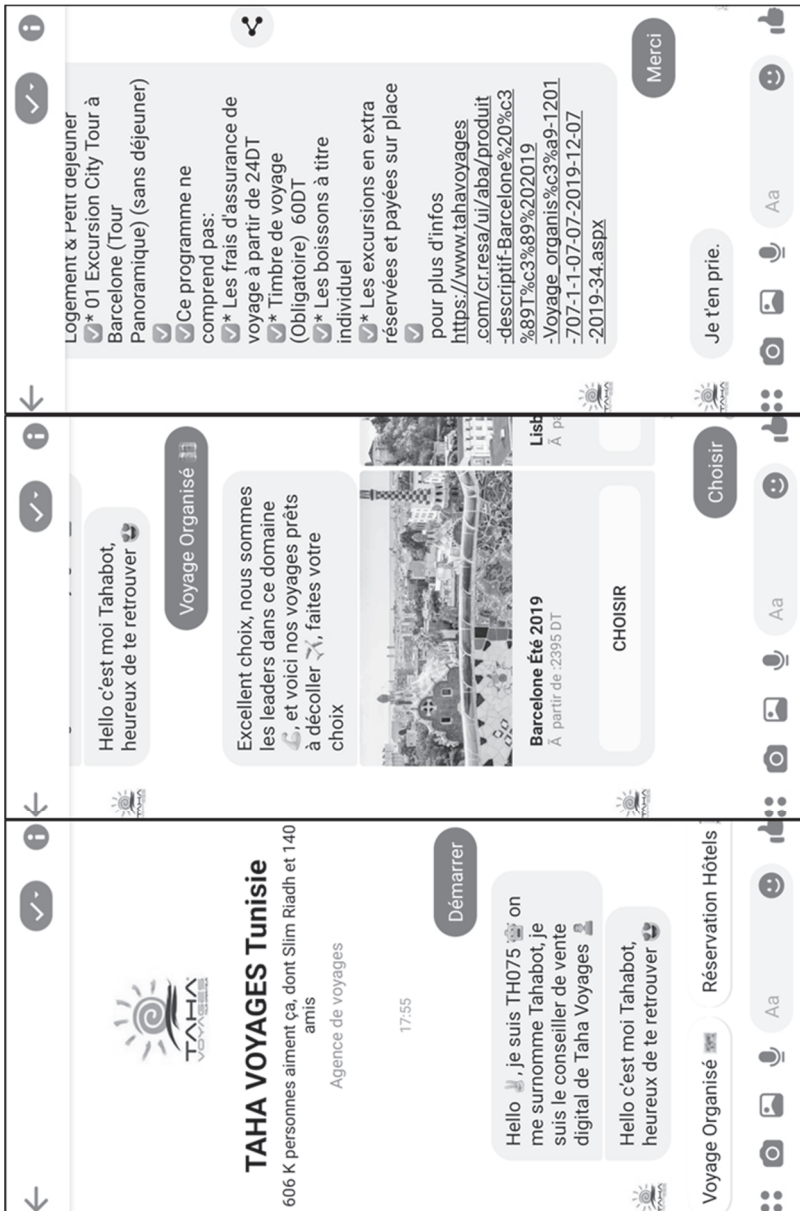 TAHA
VOYAGES
TAHA VOYAGES Tunisie
606 K personnes aiment ça, dont Slim Riadh et 140
amis
Agence de voyages
17:55
Démarrer
Hello ✌, je suis TH075 🤖 on
me surnomme Tahabot, je
suis le conseiller de vente
digital de Taha Voyages
Hello c'est moi Tahabot,
heureux de te retrouver 😍
Voyage Organisé
Réservation Hôtels
Aa
Hello c'est moi Tahabot,
heureux de te retrouver 😍
Voyage Organisé
Excellent choix, nous sommes
les leaders dans ce domaine
💪, et voici nos voyages prêts
à décoller ✈, faites votre
choix
Barcelone Été 2019
Ã partir de :2395 DT
CHOISIR
Lisb
Ã pa
TAHA
Choisir
Aa
Logement & Petit déjeuner
✅* 01 Excursion City Tour à
Barcelone (Tour
Panoramique) (sans déjeuner)
✅
✅Ce programme ne
comprend pas:
✅* Les frais d'assurance de
voyage à partir de 24DT
✅* Timbre de voyage
(Obligatoire) 60DT
✅* Les boissons à titre
individuel
✅* Les excursions en extra
réservées et payées sur place
✅
pour plus d'infos
https://www.tahavoyages
.com/cr.resa/ui/aba/produit
-descriptif-Barcelone%20%c3
%89T%c3%89%202019
-Voyage_organis%c3%a9-1201
-707-1-1-07-07-2019-12-07
-2019-34.aspx
TAHA
Merci
Je t'en prie.
TAHA
Aa